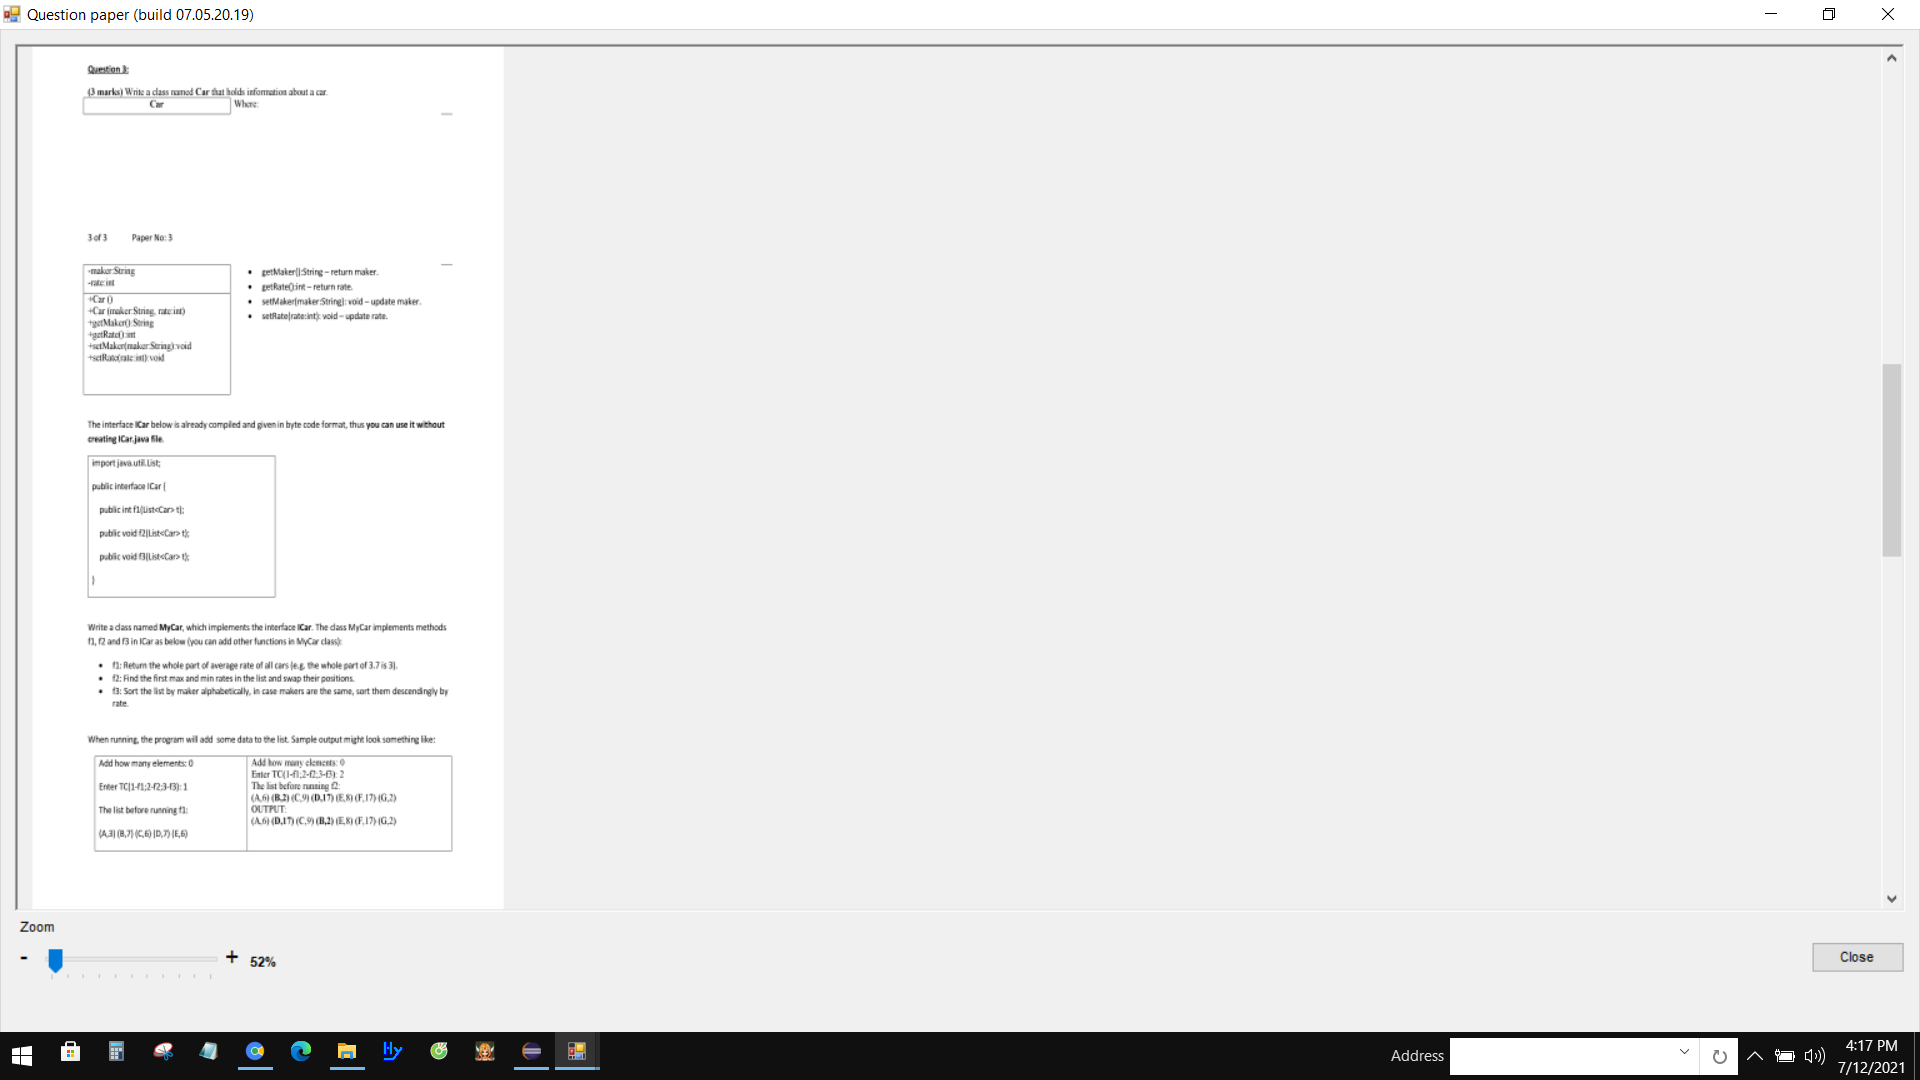 Question paper (build 07.05.20.19)
Question 3:
(3 marks) Write a class named Car that holds information about a car.
Car
Where:
3 of 3 Paper No: 3
-maker:String
-rate:int
+Car ()
+Car (maker:String, rate:int)
+getMaker():String
+getRate():int
+setMaker(maker:String):void
+setRate(rate:int):void
• getMaker():String – return maker.
• getRate():int – return rate.
• setMaker(maker:String): void – update maker.
• setRate(rate:int): void – update rate.
The interface ICar below is already compiled and given in byte code format, thus you can use it without
creating ICar.java file.
import java.util.List;
public interface ICar {
public int f1(List<Car> t);
public void f2(List<Car> t);
public void f3(List<Car> t);
}
Write a class named MyCar, which implements the interface ICar. The class MyCar implements methods
f1, f2 and f3 in ICar as below (you can add other functions in MyCar class):
• f1: Return the whole part of average rate of all cars (e.g. the whole part of 3.7 is 3).
• f2: Find the first max and min rates in the list and swap their positions.
• f3: Sort the list by maker alphabetically, in case makers are the same, sort them descendingly by
rate.
When running, the program will add some data to the list. Sample output might look something like:
Add how many elements: 0
Enter TC(1-f1;2-f2;3-f3): 1
The list before running f1:
(A,3) (B,7) (C,6) (D,7) (E,6)
Add how many elements: 0
Enter TC(1-f1;2-f2;3-f3): 2
The list before running f2:
(A,6) (B,2) (C,9) (D,17) (E,8) (F,17) (G,2)
OUTPUT:
(A,6) (D,17) (C,9) (B,2) (E,8) (F,17) (G,2)
Zoom
- + 52%
Close
Hy
Address
4:17 PM
7/12/2021